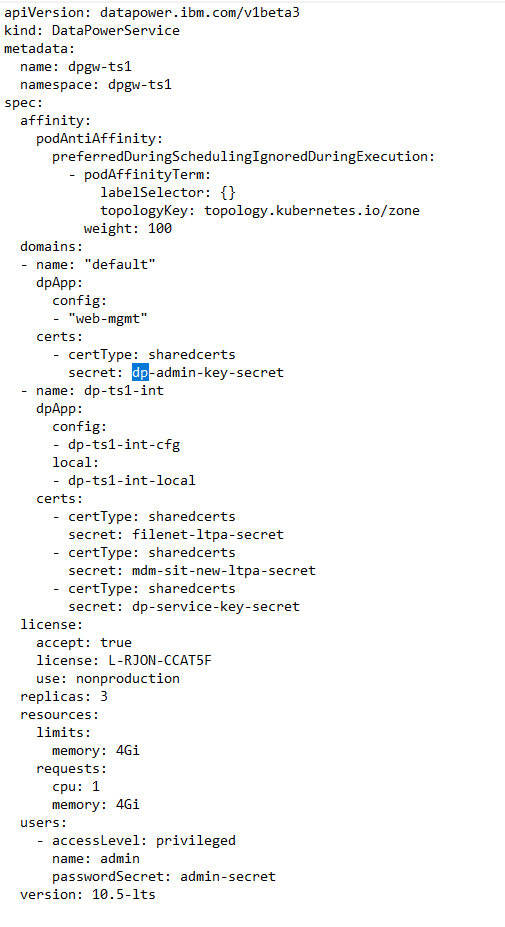 apiVersion: datapower.ibm.com/v1beta3
kind: DataPowerService
metadata:
  name: dpgw-ts1
  namespace: dpgw-ts1
spec:
  affinity:
    podAntiAffinity:
      preferredDuringSchedulingIgnoredDuringExecution:
        - podAffinityTerm:
            labelSelector: {}
            topologyKey: topology.kubernetes.io/zone
          weight: 100
  domains:
  - name: "default"
    dpApp:
      config:
      - "web-mgmt"
    certs:
      - certType: sharedcerts
        secret: dp-admin-key-secret
  - name: dp-ts1-int
    dpApp:
      config:
      - dp-ts1-int-cfg
      local:
      - dp-ts1-int-local
    certs:
      - certType: sharedcerts
        secret: filenet-ltpa-secret
      - certType: sharedcerts
        secret: mdm-sit-new-ltpa-secret
      - certType: sharedcerts
        secret: dp-service-key-secret
  license:
    accept: true
    license: L-RJON-CCAT5F
    use: nonproduction
  replicas: 3
  resources:
    limits:
      memory: 4Gi
    requests:
      cpu: 1
      memory: 4Gi
  users:
    - accessLevel: privileged
      name: admin
      passwordSecret: admin-secret
  version: 10.5-lts